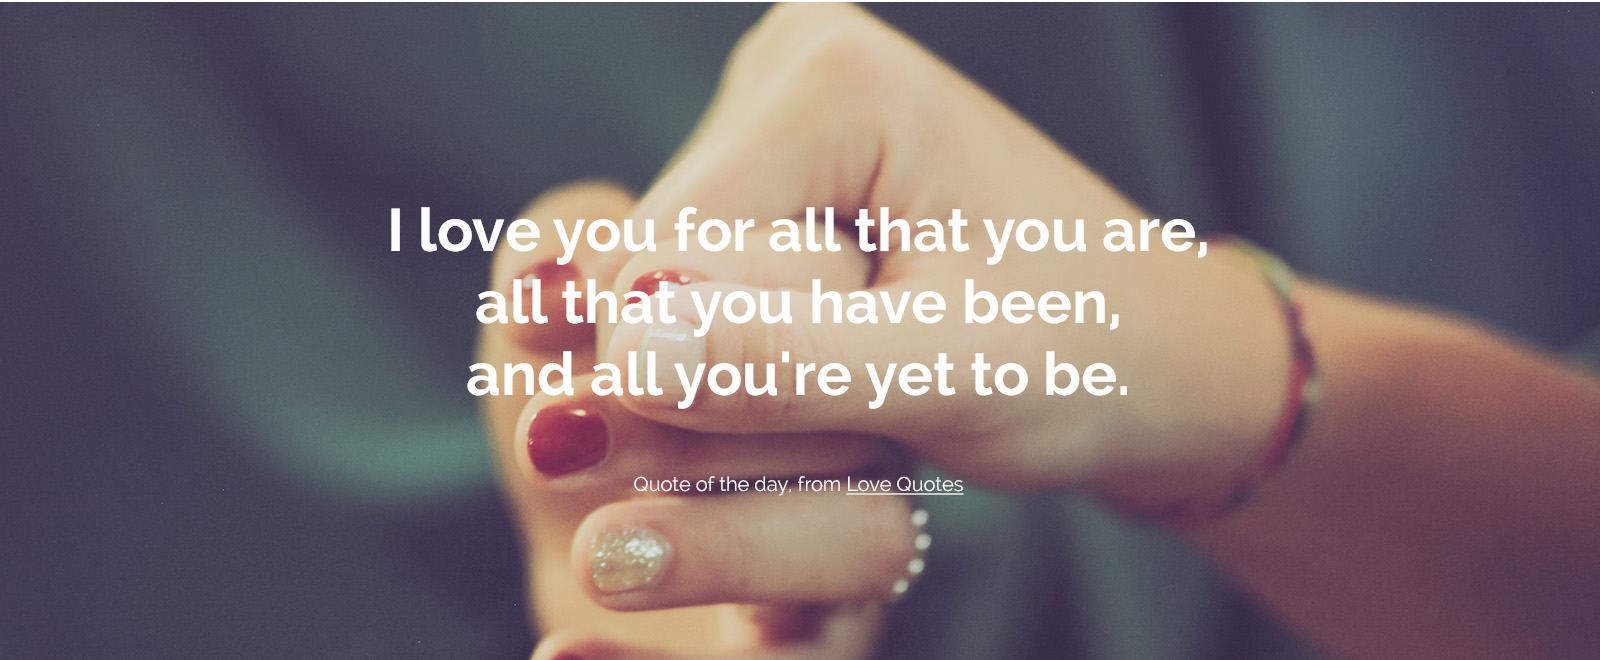 I love you for all that you are,
all that you have been,
and all you're yet to be.
Quote of the day, from Love Quotes